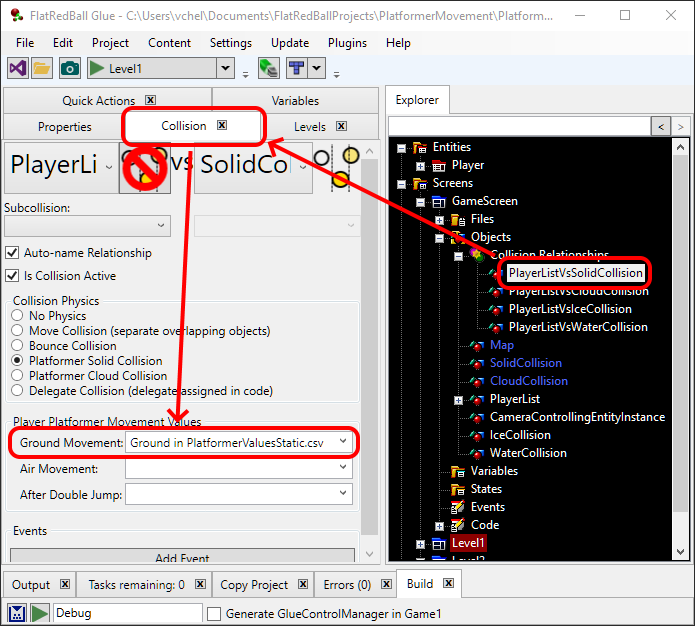 FlatRedBall Glue - C:\Users\vchel\Documents\FlatRedBallProjects\PlatformerMovement\Platform...
File Edit Project Content Settings Update Plugins Help
Level1
Quick Actions Variables
Properties Collision Levels
PlayerLi vs SolidCo
Subcollision:
Auto-name Relationship
Is Collision Active
Collision Physics
No Physics
Move Collision (separate overlapping objects)
Bounce Collision
Platformer Solid Collision
Platformer Cloud Collision
Delegate Collision (delegate assigned in code)
Player Platformer Movement Values
Ground Movement: Ground in PlatformerValuesStatic.csv
Air Movement:
After Double Jump:
Events
Add Event
Explorer
< >
Entities
Player
Screens
GameScreen
Files
Objects
Collision Relationships
PlayerListVsSolidCollision
PlayerListVsCloudCollision
PlayerListVsIceCollision
PlayerListVsWaterCollision
Map
SolidCollision
CloudCollision
PlayerList
CameraControllingEntityInstance
IceCollision
WaterCollision
Variables
States
Events
Code
Level1
Level2
Output Tasks remaining: 0 Copy Project Errors (0) Build
Debug Generate GlueControlManager in Game1